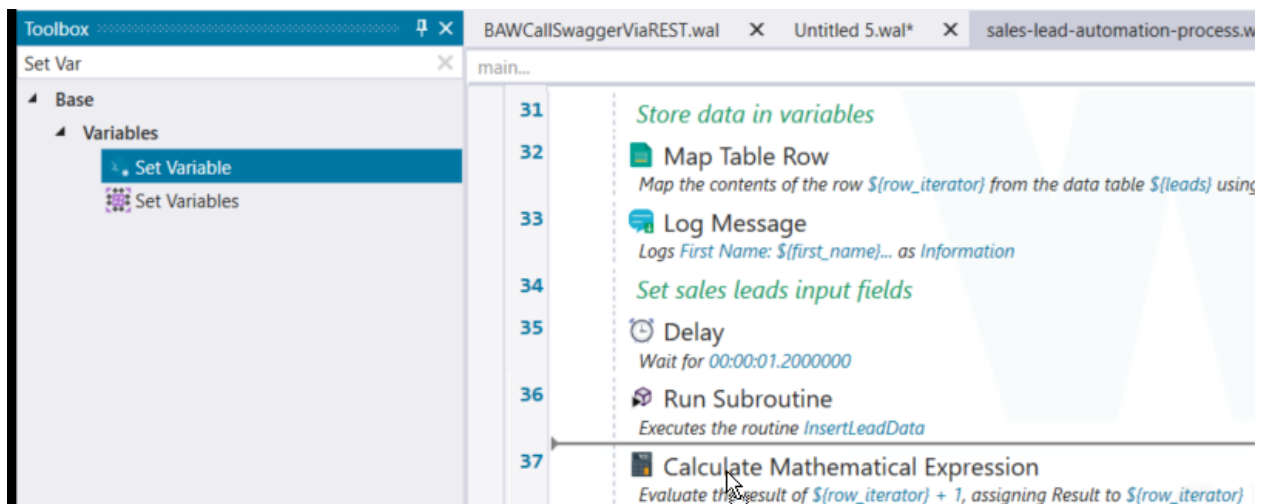 Toolbox
Set Var
Base
Variables
Set Variable
Set Variables
BAWCallSwaggerViaREST.wal Untitled 5.wal* sales-lead-automation-process.w
main...
31 Store data in variables
32 Map Table Row
Map the contents of the row ${row_iterator} from the data table ${leads} using
33 Log Message
Logs First Name: ${first_name}... as Information
34 Set sales leads input fields
35 Delay
Wait for 00:00:01.2000000
36 Run Subroutine
Executes the routine InsertLeadData
37 Calculate Mathematical Expression
Evaluate the result of ${row_iterator} + 1, assigning Result to ${row_iterator}